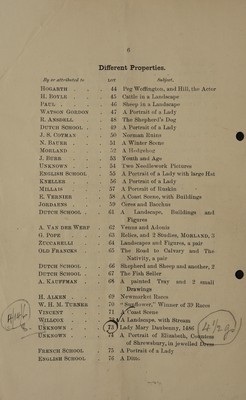 6
Different Properties.
By or attributed to LOT Subject.
HOGARTH . . 44 Peg Woffington, and Hill, the Actor
H. BOYLE . . 45 Cattle in a Landscape
PAUL . . 46 Sheep in a Landscape
WATSON GORDON . 47 A Portrait of a Lady
R. ANSDELL . 48 The Shepherd's Dog
DUTCH SCHOOL . 49 A Portrait of a Lady
J. S. COTMAN . 50 Norman Ruins
N. BAURE . . 51 A Winter Scene
MORLAND . . 52 A Hedgehog
J. BURR . . 53 Youth and Age
UNKNOWN . . 54 Two Needlework Pictures
ENGLISH SCHOOL . 55 A Portrait of a Lady with large Hat
KNELLER . . 56 A Portrait of a Lady
MILLAIS . . 57 A Portrait of Ruskin
E. VERNIER . . 58 A Coast Scene, with Buildings
JORDAENS . . 59 Ceres and Bacchus
DUTCH SCHOOL . 61 A Landscape, Buildings and
Figures
A. VAN DER WERF 62 Venus and Adonis
G. POPE . . 63 Relics, and 2 Studies, MORLAND, 3
ZUCCARELLI . 64 Landscapes and Figures, a pair
OLD FRANCKS . 65 The Road to Calvary and The
Nativity, a pair
DUTCH SCHOOL . 66 Shepherd and Sheep and another, 2
DUTCH SCHOOL . 67 The Fish Seller
A. KAUFFMAN . 68 A painted Tray and 2 small
Drawings
H. ALKEN . . 69 Newmarket Races
W. H. M. TURNER . 70 "Sunflower," Winner of 39 Races
VINCENT . . 71 A Coast Scene
WILLCOX . . A Landscape, with Stream
UNKNOWN . . 73 Lady Mary Danbenny, 1486
UNKNOWN . . 74 A Portrait of Elizabeth, Countess
of Shrewsbury, in jewelled Dress
FRENCH SCHOOL . 75 A Portrait of a Lady
ENGLISH SCHOOL . 76 A Ditto